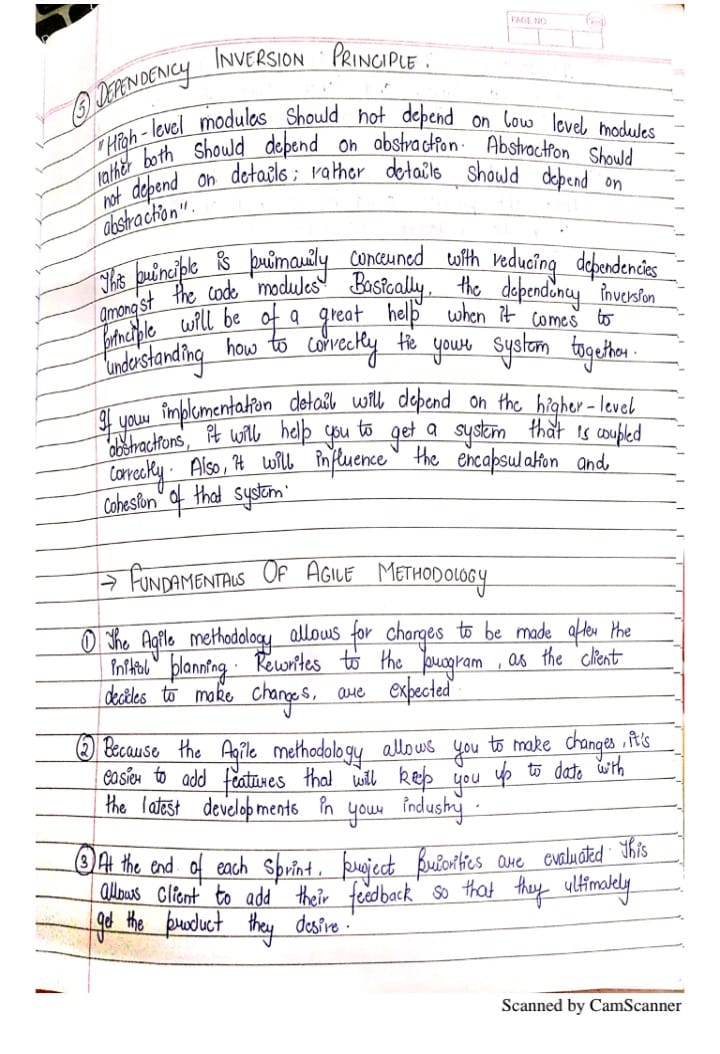 PAGE NO
⑤ DEPENDENCY INVERSION PRINCIPLE.
"High-level modules Should not depend on low level modules
rather both should depend on abstraction. Abstraction Should
not depend on details; rather details should depend on
abstraction".
This principle is primarily concerned with reducing dependencies
amongst the code modules Basically, the dependency inversion
principle will be of a great help when it comes to
understanding how to correctly tie your system together.
If your implementation detail will depend on the higher-level
abstractions, it will help you to get a system that is coupled
correctly. Also, it will influence the encapsulation and
cohesion of that system.
→ FUNDAMENTALS OF AGILE METHODOLOGY
① The Agile methodology allows for changes to be made after the
initial planning. Rewrites to the program, as the client
decides to make changes, are expected.
② Because the Agile methodology allows you to make changes, it's
easier to add features that will keep you up to date with
the latest developments in your industry.
③ At the end of each sprint, project priorities are evaluated. This
allows client to add their feedback so that they ultimately
get the product they desire.
Scanned by CamScanner